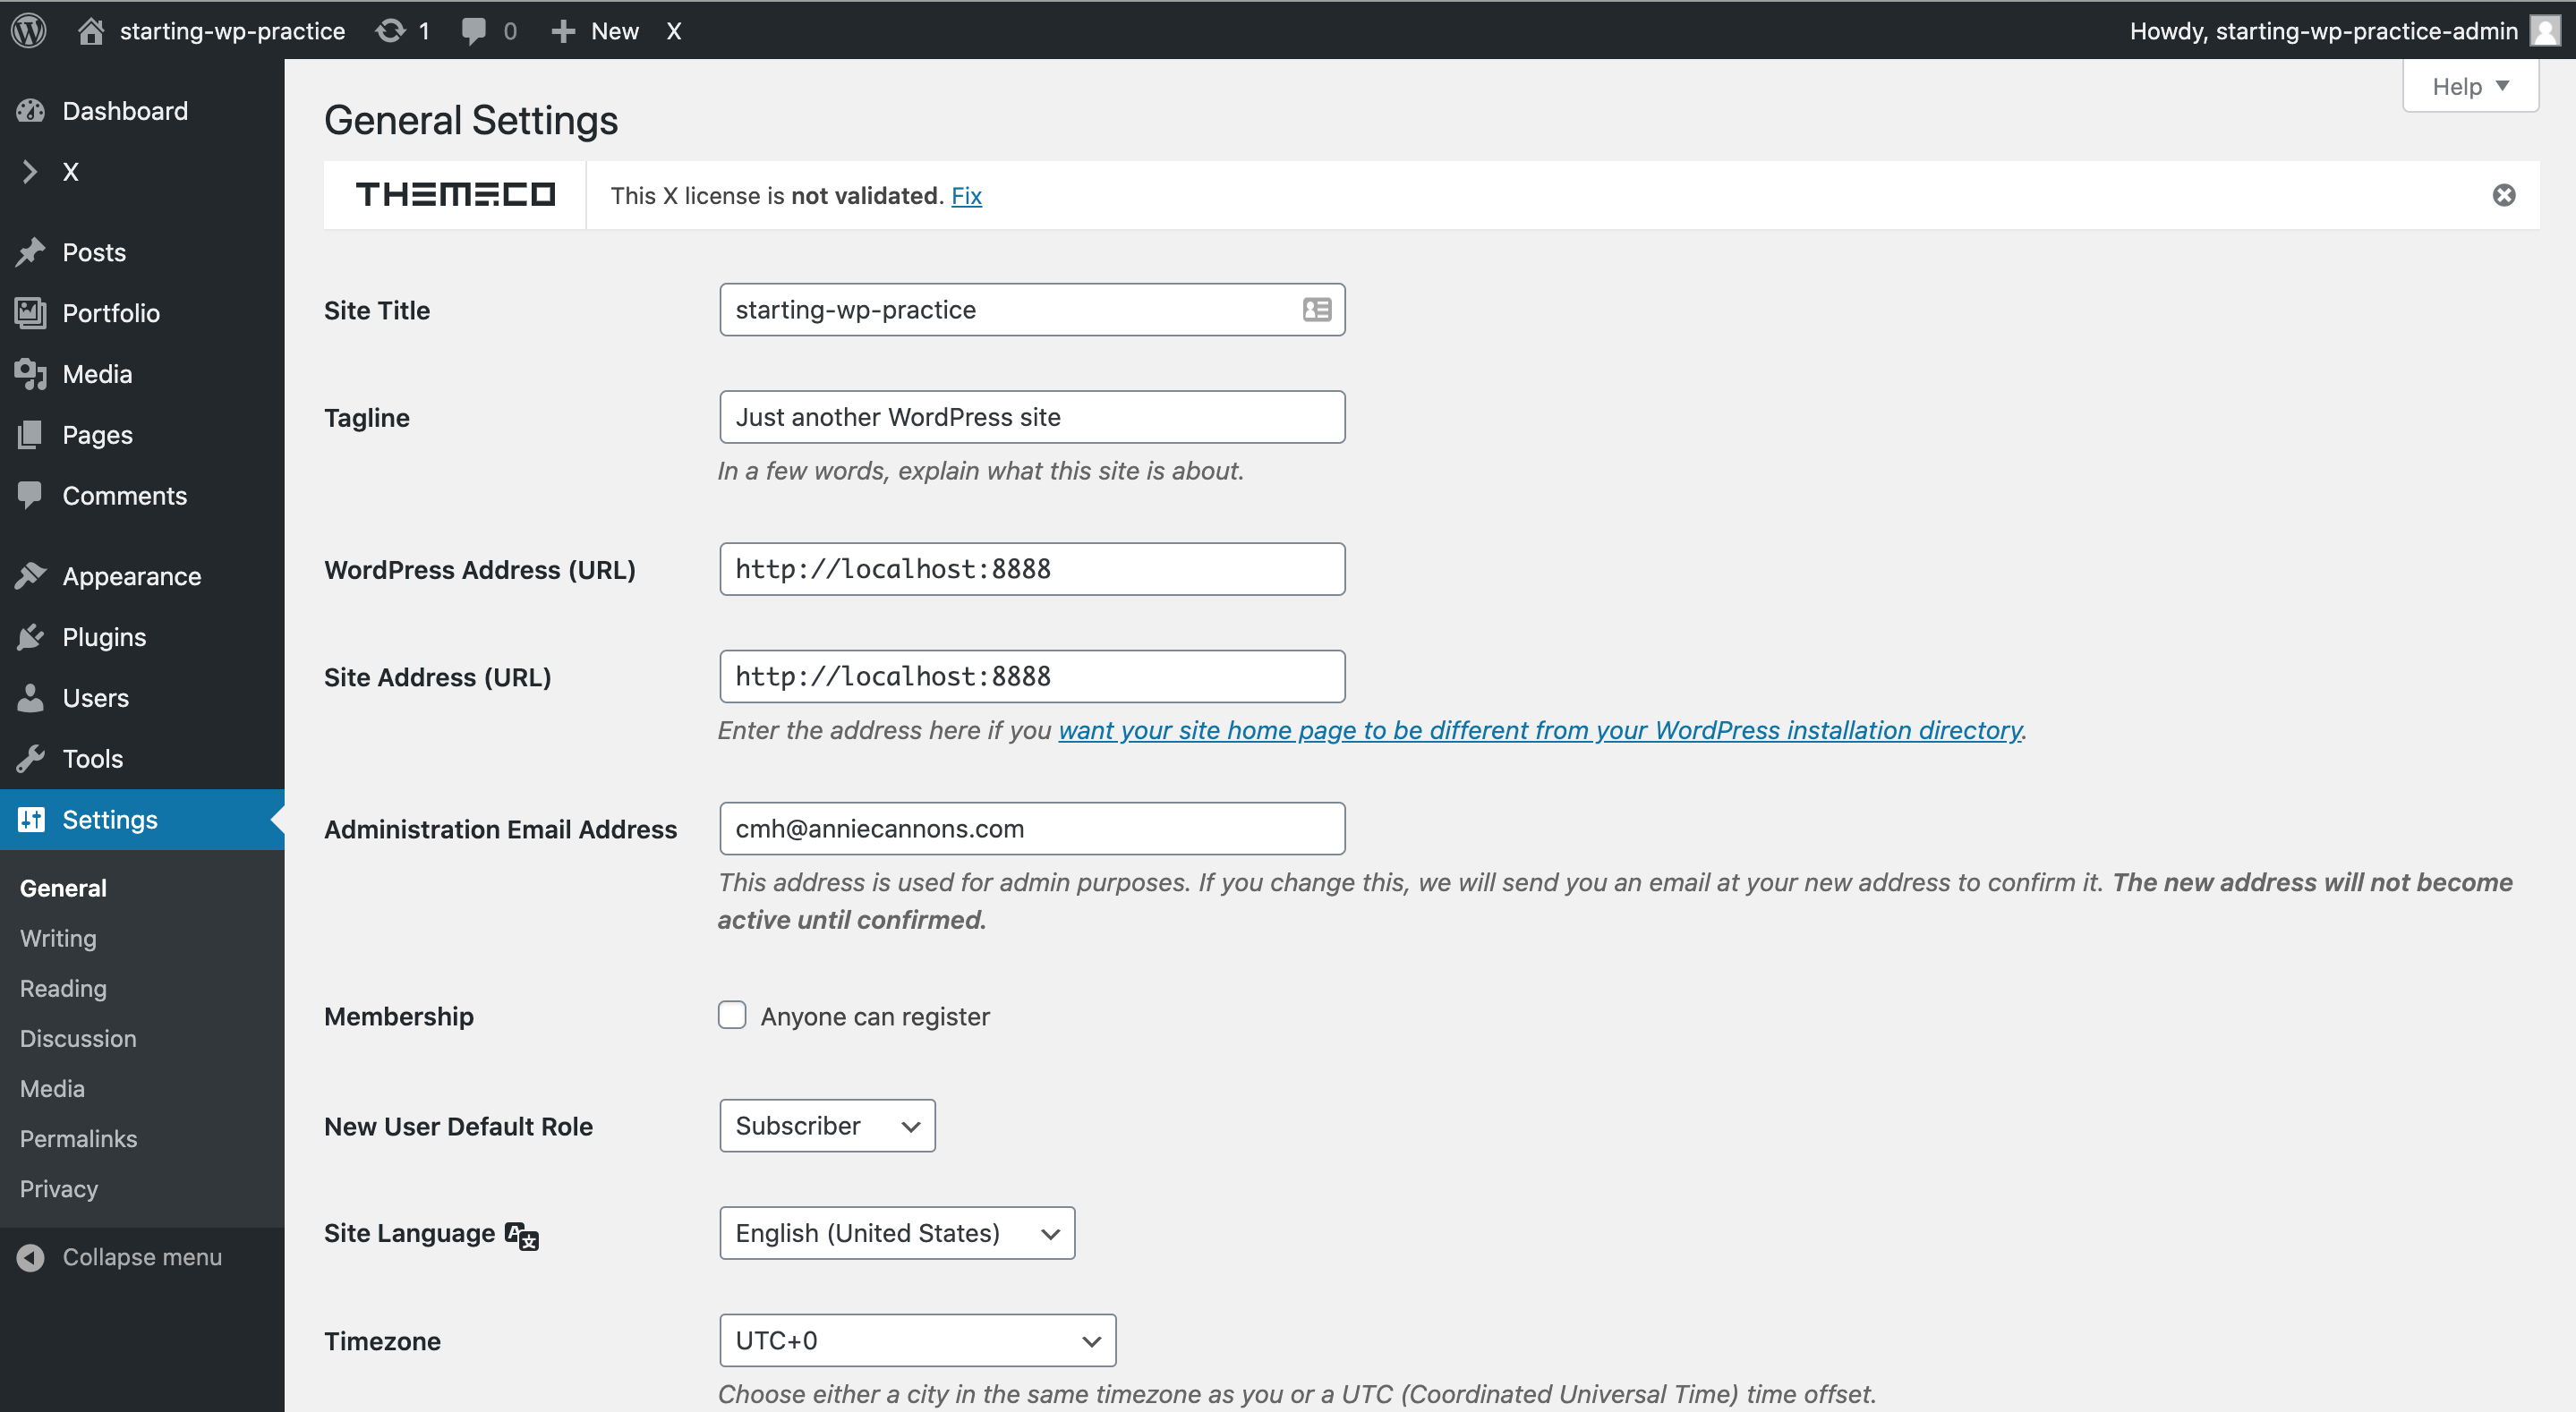 starting-wp-practice 1 0 New X Howdy, starting-wp-practice-admin
Help
Dashboard
X
Posts
Portfolio
Media
Pages
Comments
Appearance
Plugins
Users
Tools
Settings
General
Writing
Reading
Discussion
Media
Permalinks
Privacy
Collapse menu
General Settings
THEMECO This X license is not validated. Fix
Site Title starting-wp-practice
Tagline Just another WordPress site
In a few words, explain what this site is about.
WordPress Address (URL) http://localhost:8888
Site Address (URL) http://localhost:8888
Enter the address here if you want your site home page to be different from your WordPress installation directory.
Administration Email Address cmh@anniecannons.com
This address is used for admin purposes. If you change this, we will send you an email at your new address to confirm it. The new address will not become
active until confirmed.
Membership Anyone can register
New User Default Role Subscriber
Site Language English (United States)
Timezone UTC+0
Choose either a city in the same timezone as you or a UTC (Coordinated Universal Time) time offset.